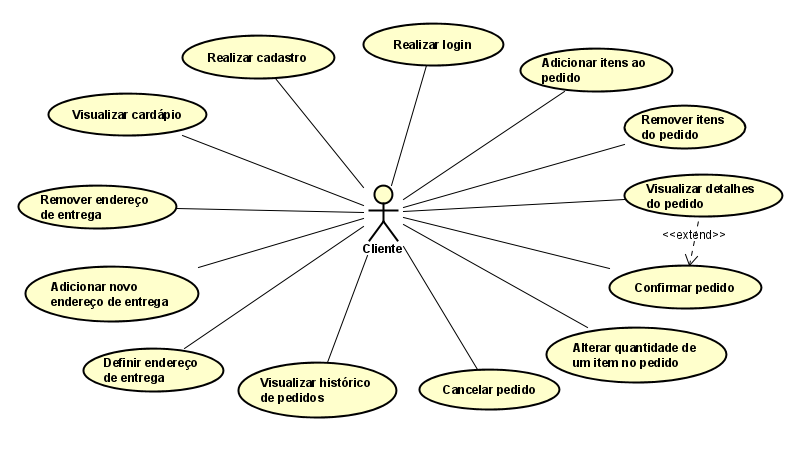 Realizar login
Realizar cadastro
Adicionar itens ao
pedido
Visualizar cardápio
Remover itens
do pedido
Remover endereço
de entrega
Visualizar detalhes
do pedido
<<extend>>
Cliente
Adicionar novo
endereço de entrega
Confirmar pedido
Definir endereço
de entrega
Alterar quantidade de
um item no pedido
Visualizar histórico
de pedidos
Cancelar pedido